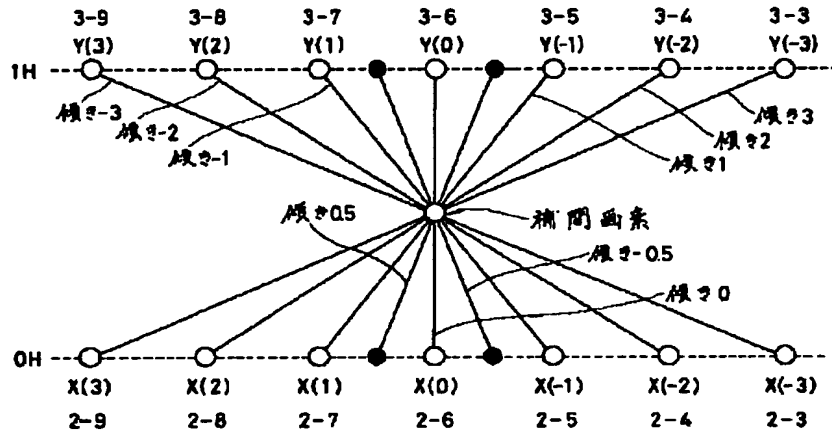 3-9 3-8 3-7 3-6 3-5 3-4 3-3
Y(3) Y(2) Y(1) Y(0) Y(-1) Y(-2) Y(-3)
1H
傾き-3
傾き-2
傾き-1
傾き3
傾き2
傾き1
傾き0.5
補間画素
傾き-0.5
傾き0
0H
X(3) X(2) X(1) X(0) X(-1) X(-2) X(-3)
2-9 2-8 2-7 2-6 2-5 2-4 2-3